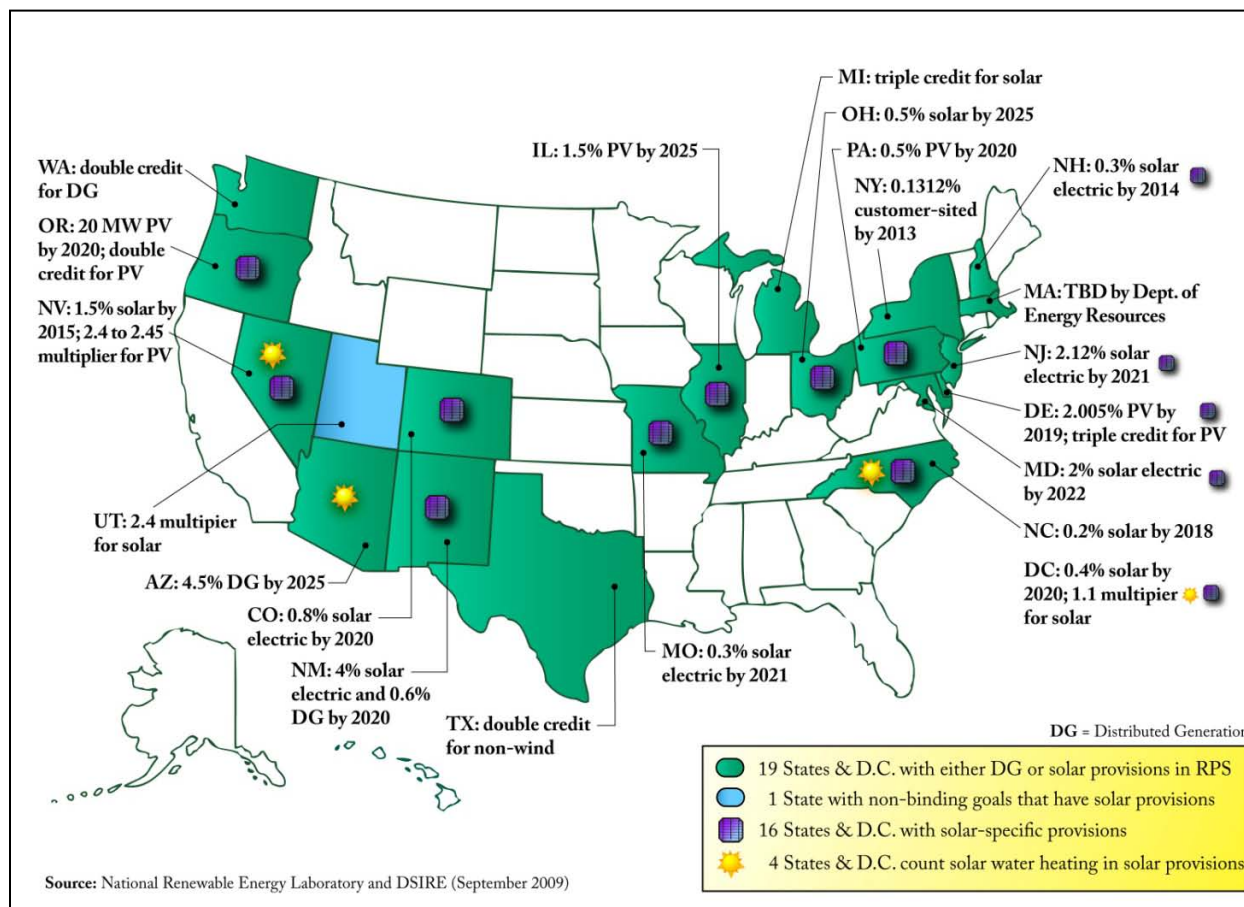 MI: triple credit for solar
OH: 0.5% solar by 2025
IL: 1.5% PV by 2025
PA: 0.5% PV by 2020
NH: 0.3% solar
electric by 2014
WA: double credit
for DG
NY: 0.1312%
customer-sited
by 2013
OR: 20 MW PV
by 2020; double
credit for PV
MA: TBD by Dept. of
Energy Resources
NV: 1.5% solar by
2015; 2.4 to 2.45
multiplier for PV
NJ: 2.12% solar
electric by 2021
DE: 2.005% PV by
2019; triple credit for PV
MD: 2% solar electric
by 2022
UT: 2.4 multipier
for solar
NC: 0.2% solar by 2018
AZ: 4.5% DG by 2025
DC: 0.4% solar by
2020; 1.1 multipier
for solar
CO: 0.8% solar
electric by 2020
MO: 0.3% solar
electric by 2021
NM: 4% solar
electric and 0.6%
DG by 2020
TX: double credit
for non-wind
DG = Distributed Generation
19 States & D.C. with either DG or solar provisions in RPS
1 State with non-binding goals that have solar provisions
16 States & D.C. with solar-specific provisions
4 States & D.C. count solar water heating in solar provisions
Source: National Renewable Energy Laboratory and DSIRE (September 2009)